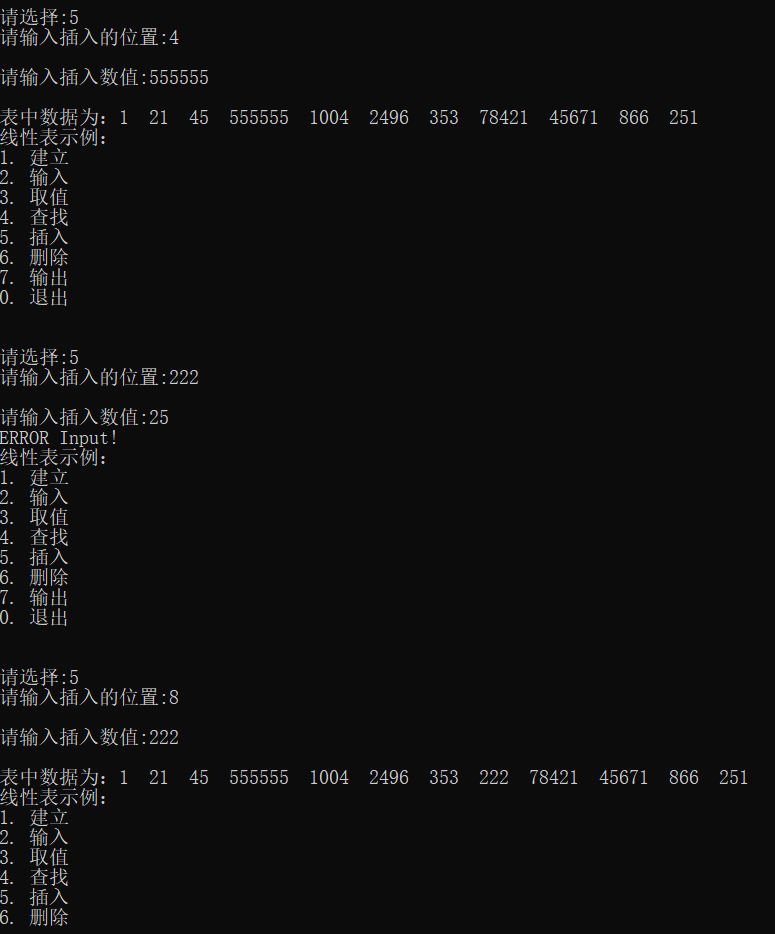 请选择:5
请输入插入的位置:4
请输入插入数值:555555
表中数据为: 1  21  45  555555  1004  2496  353  78421  45671  866  251
线性表示例:
1. 建立
2. 输入
3. 取值
4. 查找
5. 插入
6. 删除
7. 输出
0. 退出
请选择:5
请输入插入的位置:222
请输入插入数值:25
ERROR Input!
线性表示例:
1. 建立
2. 输入
3. 取值
4. 查找
5. 插入
6. 删除
7. 输出
0. 退出
请选择:5
请输入插入的位置:8
请输入插入数值:222
表中数据为: 1  21  45  555555  1004  2496  353  222  78421  45671  866  251
线性表示例:
1. 建立
2. 输入
3. 取值
4. 查找
5. 插入
6. 删除